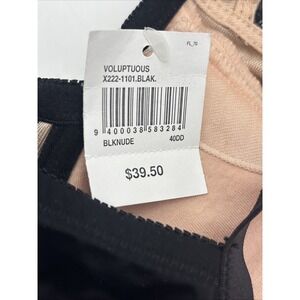 FL_70
VOLUPTUOUS
X222-1101.BLAK.
9 400038 583284
BLKNUDE 40DD
$39.50